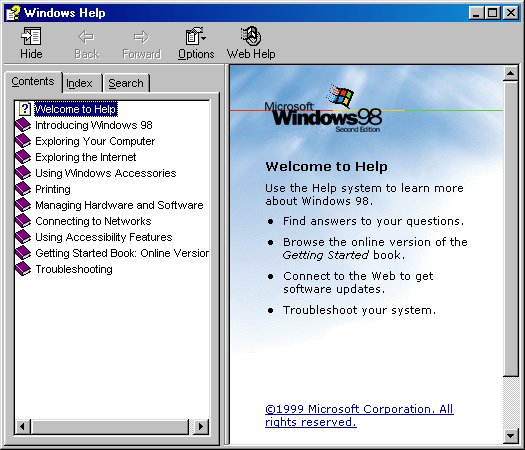 Windows Help
Hide Back Forward Options Web Help
Contents Index Search
Welcome to Help
Introducing Windows 98
Exploring Your Computer
Exploring the Internet
Using Windows Accessories
Printing
Managing Hardware and Software
Connecting to Networks
Using Accessibility Features
Getting Started Book: Online Version
Troubleshooting
Microsoft
Windows98
Second Edition
Welcome to Help
Use the Help system to learn more
about Windows 98.
• Find answers to your questions.
• Browse the online version of the
Getting Started book.
• Connect to the Web to get
software updates.
• Troubleshoot your system.
©1999 Microsoft Corporation. All
rights reserved.